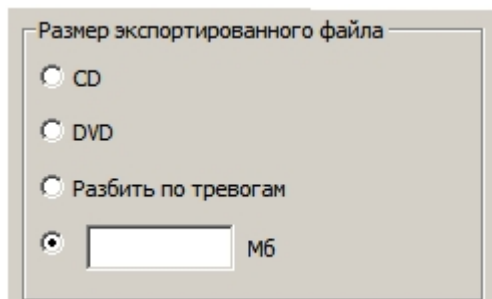 Размер экспортированного файла
CD
DVD
Разбить по тревогам
Мб